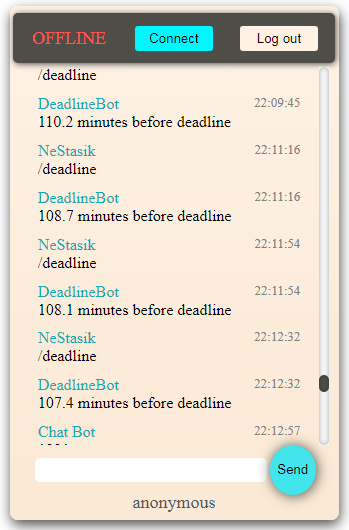 OFFLINE Connect Log out
/deadline
DeadlineBot 22:09:45
110.2 minutes before deadline
NeStasik 22:11:16
/deadline
DeadlineBot 22:11:16
108.7 minutes before deadline
NeStasik 22:11:54
/deadline
DeadlineBot 22:11:54
108.1 minutes before deadline
NeStasik 22:12:32
/deadline
DeadlineBot 22:12:32
107.4 minutes before deadline
Chat Bot 22:12:57
Send
anonymous